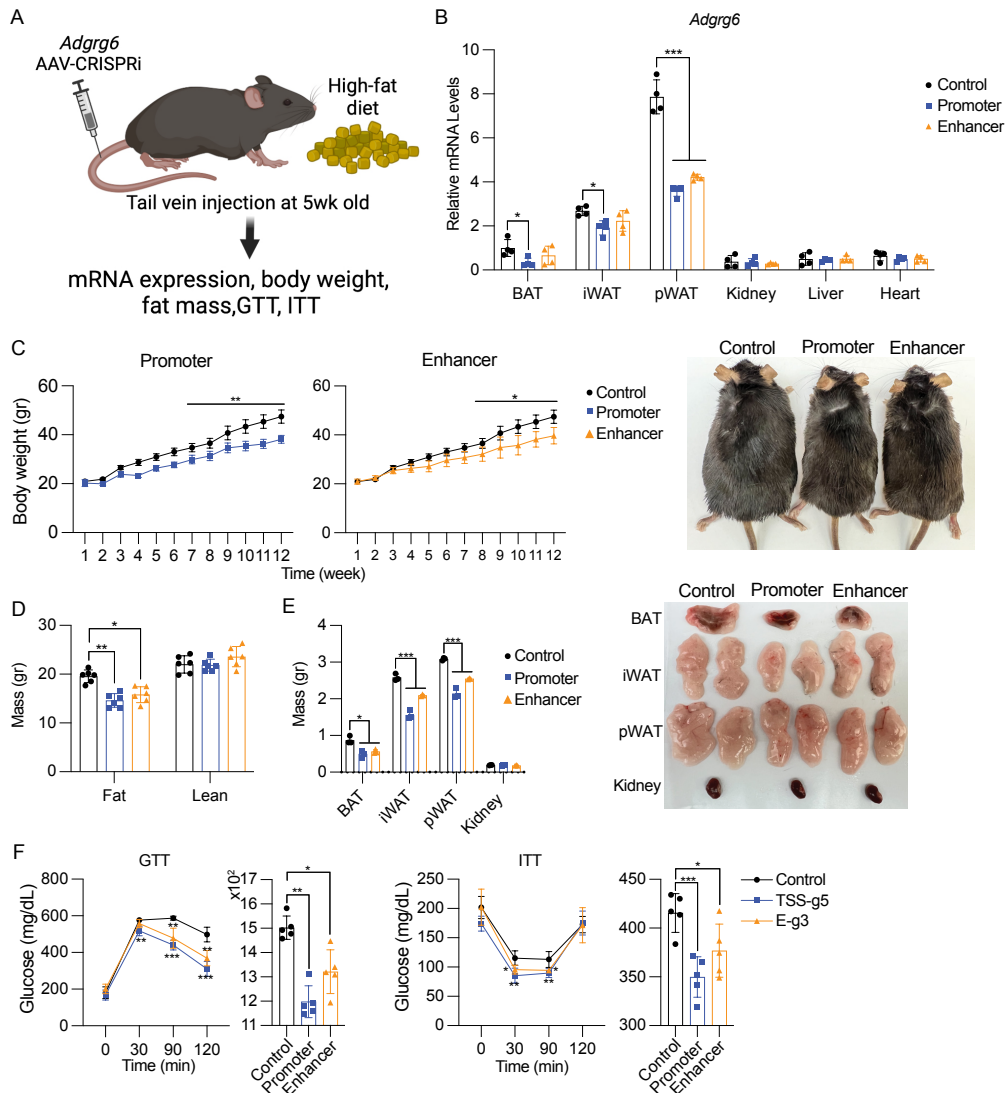 A
Adgrg6
AAV-CRISPRi
High-fat
diet
Tail vein injection at 5wk old
mRNA expression, body weight,
fat mass,GTT, ITT
B
Adgrg6
Relative mRNA Levels
10
8
6
4
2
0
*
*
***
BAT
iWAT
pWAT
Kidney
Liver
Heart
Control
Promoter
Enhancer
C
Promoter
Body weight (gr)
60
40
20
0
**
1 2 3 4 5 6 7 8 9 10 11 12
Enhancer
60
40
20
0
*
1 2 3 4 5 6 7 8 9 10 11 12
Time (week)
Control
Promoter
Enhancer
Control Promoter Enhancer
D
Mass (gr)
30
20
10
0
**
*
Fat
Lean
E
Mass (gr)
4
3
2
1
0
*
***
***
BAT
iWAT
pWAT
Kidney
Control
Promoter
Enhancer
Control Promoter Enhancer
BAT
iWAT
pWAT
Kidney
F
GTT
Glucose (mg/dL)
800
600
400
200
0
**
**
***
**
***
0 30 90 120
Time (min)
×10²
16
15
14
13
12
11
**
*
Control
Promoter
Enhancer
ITT
Glucose (mg/dL)
250
200
150
100
50
0
*
**
*
**
0 30 90 120
Time (min)
450
400
350
300
***
*
Control
Promoter
Enhancer
Control
TSS-g5
E-g3